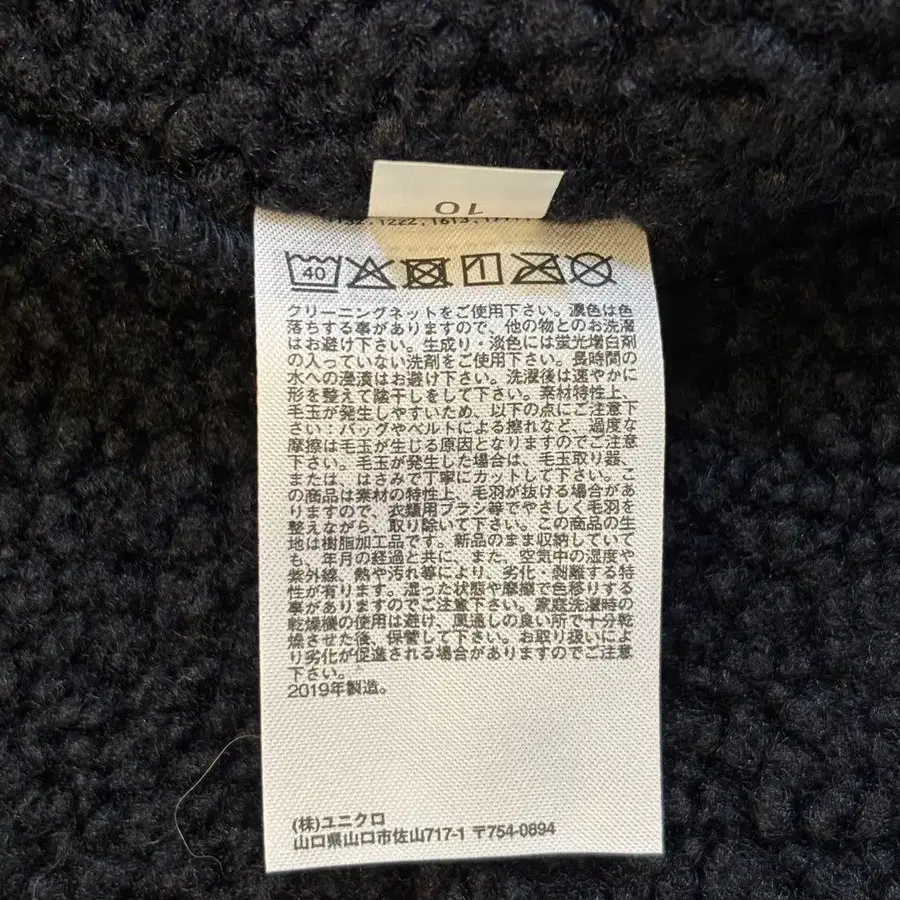 10
1222, 1613,
40
クリーニングネットをご使用下さい。濃色は色
落ちする事がありますので、他の物とのお洗濯
はお避け下さい。生成り・淡色には蛍光増白剤
の入っていない洗剤をご使用下さい。長時間の
水への浸漬はお避け下さい。洗濯後は速やかに
形を整えて陰干しをして下さい。素材特性上、
毛玉が発生しやすいため、以下の点にご注意下
さい：バッグやベルトによる擦れなど、過度な
摩擦は毛玉が生じる原因となりますのでご注意
下さい。毛玉が発生した場合は、毛玉取り器、
または、はさみで丁寧にカットして下さい。こ
の商品は素材の特性上、毛羽が抜ける場合があ
りますので、衣類用ブラシ等でやさしく毛羽を
整えながら、取り除いて下さい。この商品の生
地は樹脂加工品です。新品のまま収納していて
も、年月の経過と共に、また、空気中の湿度や
紫外線、熱や汚れ等により、劣化・剥離する特
性が有ります。湿った状態や摩擦で色移りする
事がありますのでご注意下さい。家庭洗濯時の
乾燥機の使用は避け、風通しの良い所で十分乾
燥させた後、保管して下さい。お取り扱いによ
り劣化が促進される場合がありますのでご注意
下さい。
2019年製造。
(株)ユニクロ
山口県山口市佐山717-1 〒754-0894